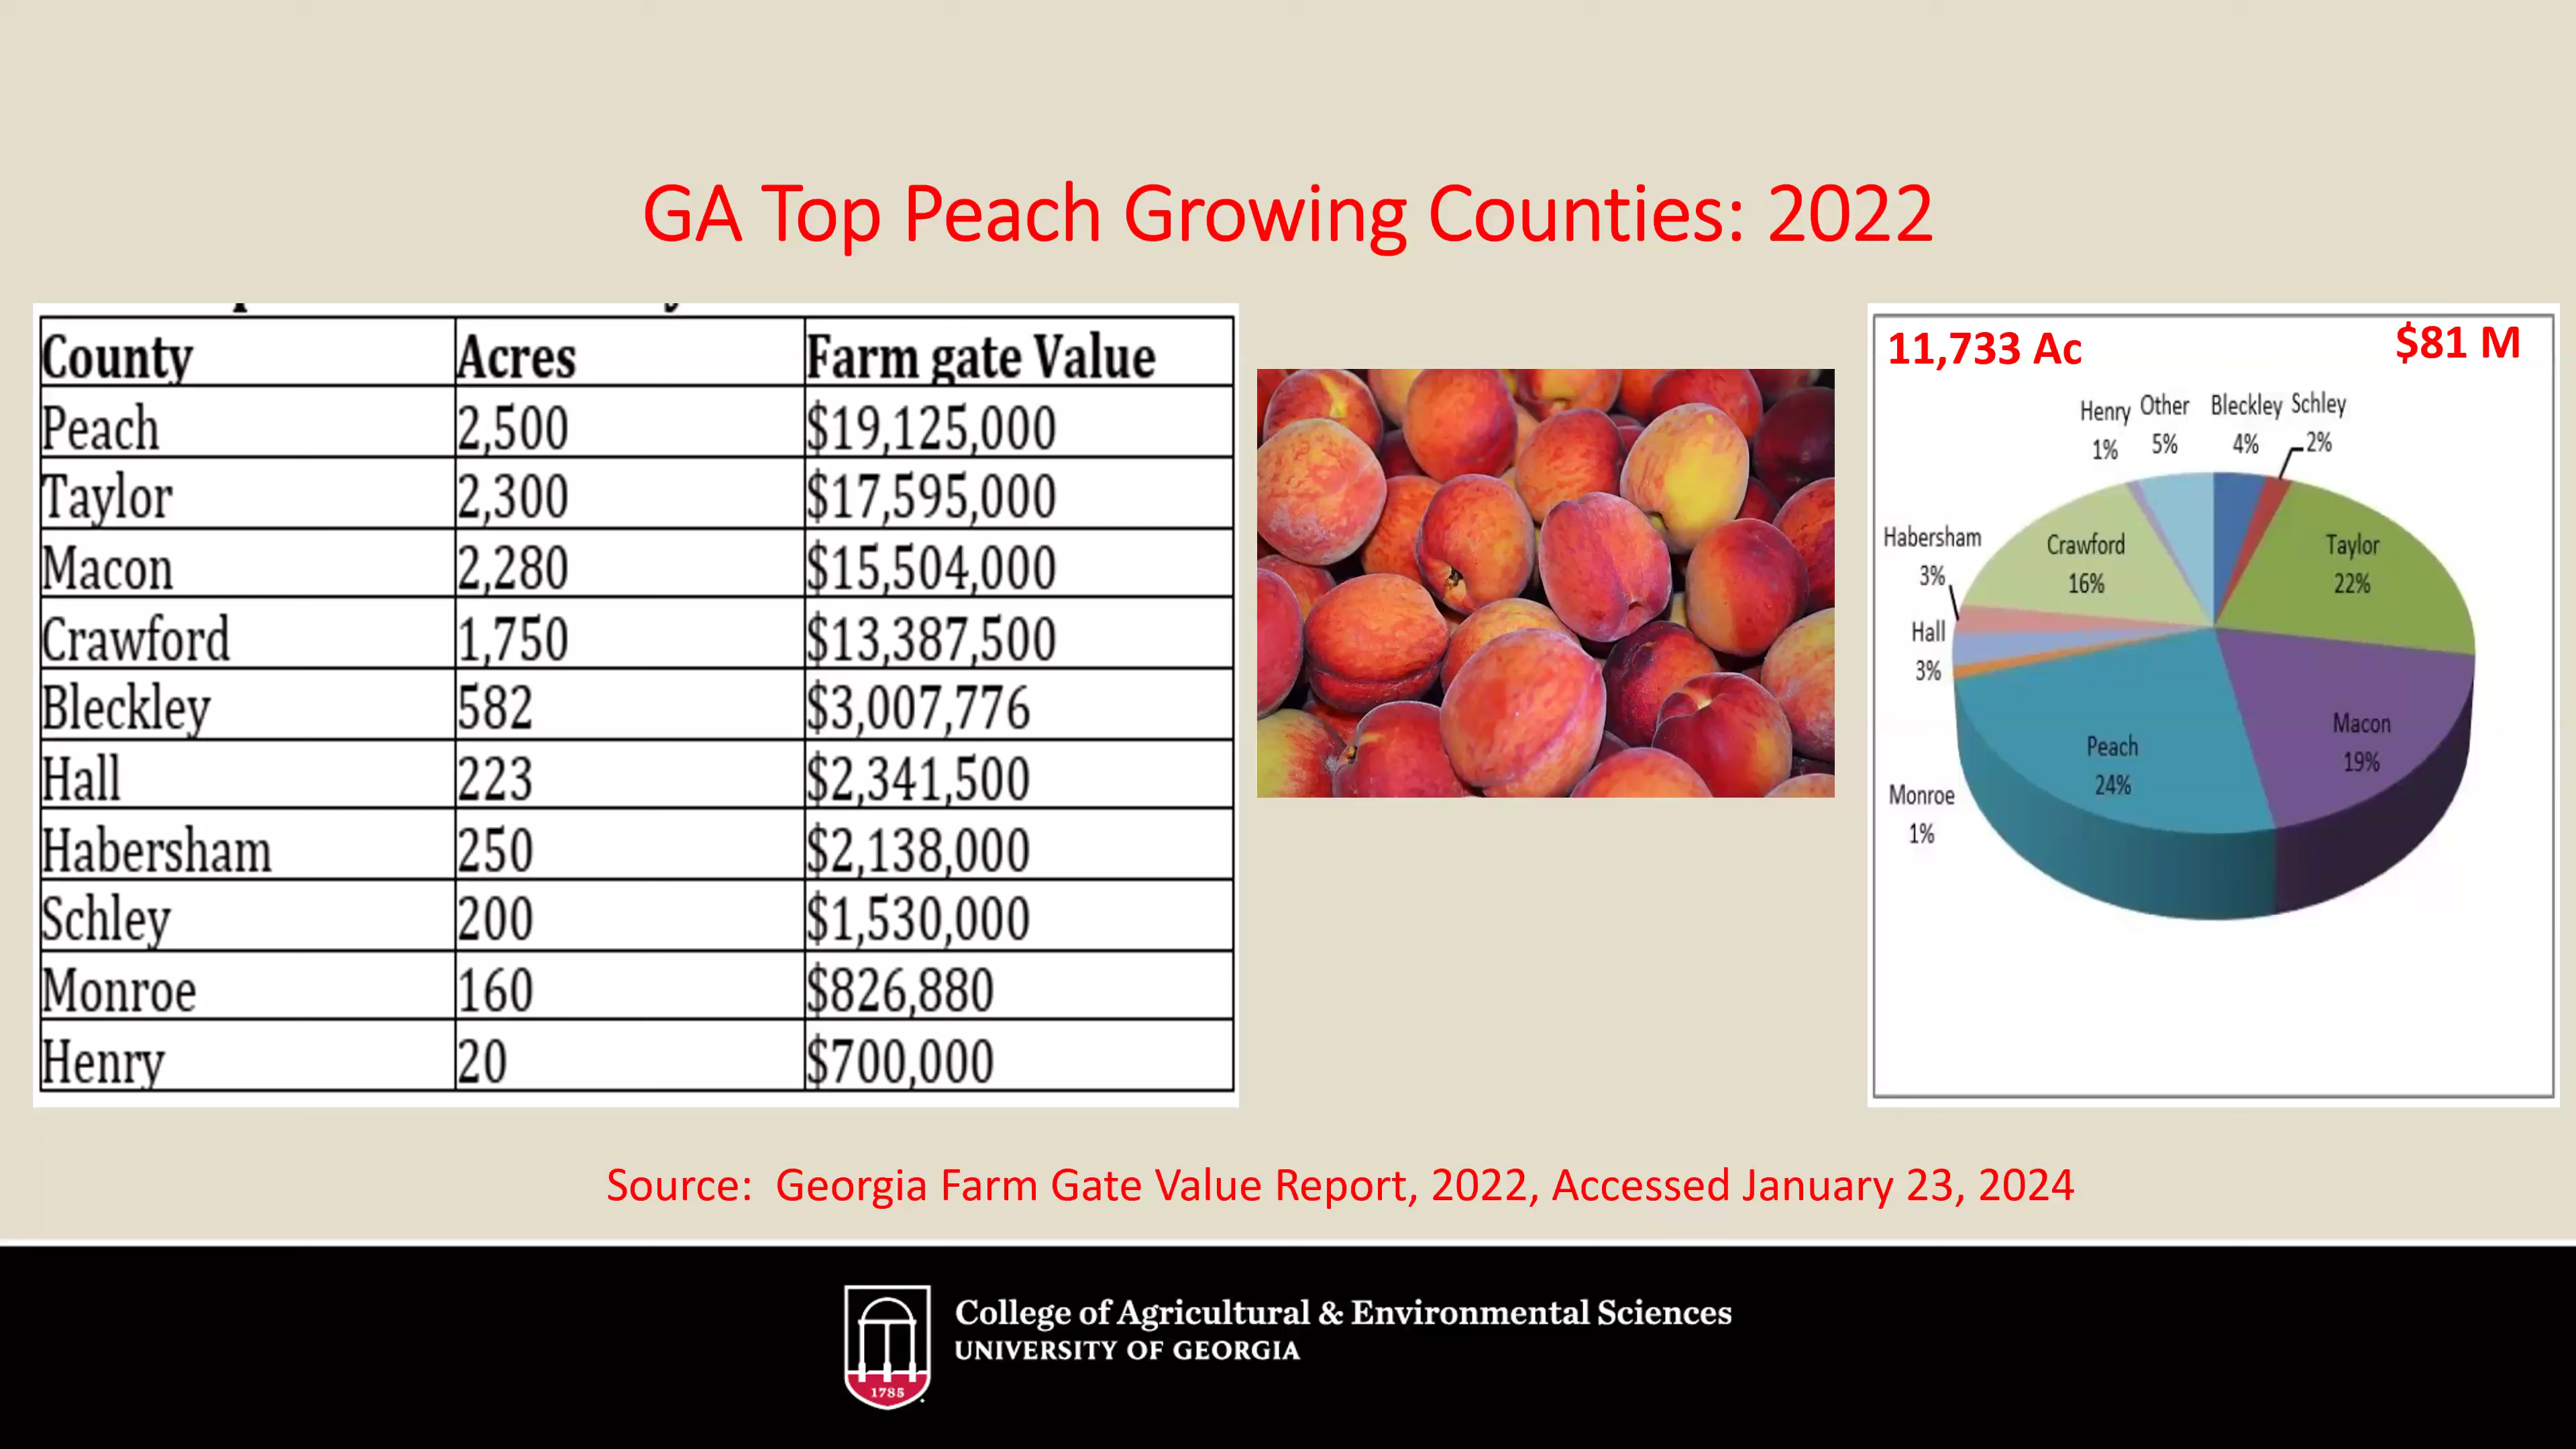 GA Top Peach Growing Counties: 2022
County Acres Farm gate Value
Peach 2,500 $19,125,000
Taylor 2,300 $17,595,000
Macon 2,280 $15,504,000
Crawford 1,750 $13,387,500
Bleckley 582 $3,007,776
Hall 223 $2,341,500
Habersham 250 $2,138,000
Schley 200 $1,530,000
Monroe 160 $826,880
Henry 20 $700,000
11,733 Ac
$81 M
Henry
1%
Other
5%
Bleckley
4%
Schley
2%
Habersham
3%
Crawford
16%
Taylor
22%
Hall
3%
Macon
19%
Peach
24%
Monroe
1%
Source:  Georgia Farm Gate Value Report, 2022, Accessed January 23, 2024
College of Agricultural & Environmental Sciences
UNIVERSITY OF GEORGIA
1785